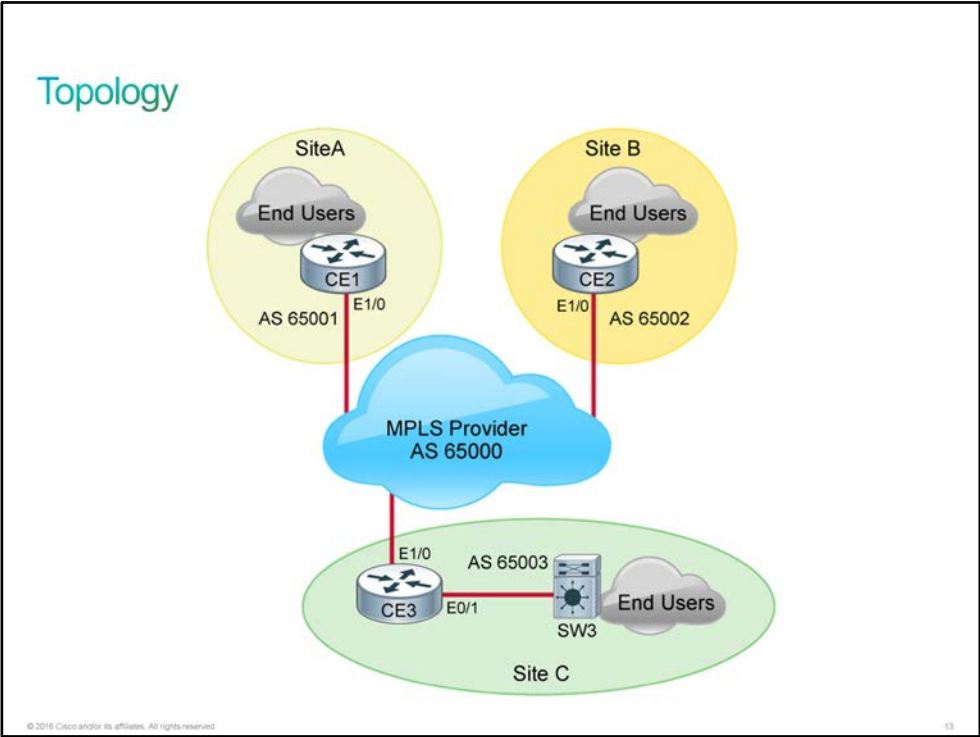 Topology
SiteA
Site B
End Users
End Users
CE1
CE2
E1/0
E1/0
AS 65001
AS 65002
MPLS Provider
AS 65000
E1/0
AS 65003
CE3
E0/1
End Users
SW3
Site C
© 2016 Cisco and/or its affiliates. All rights reserved.
13